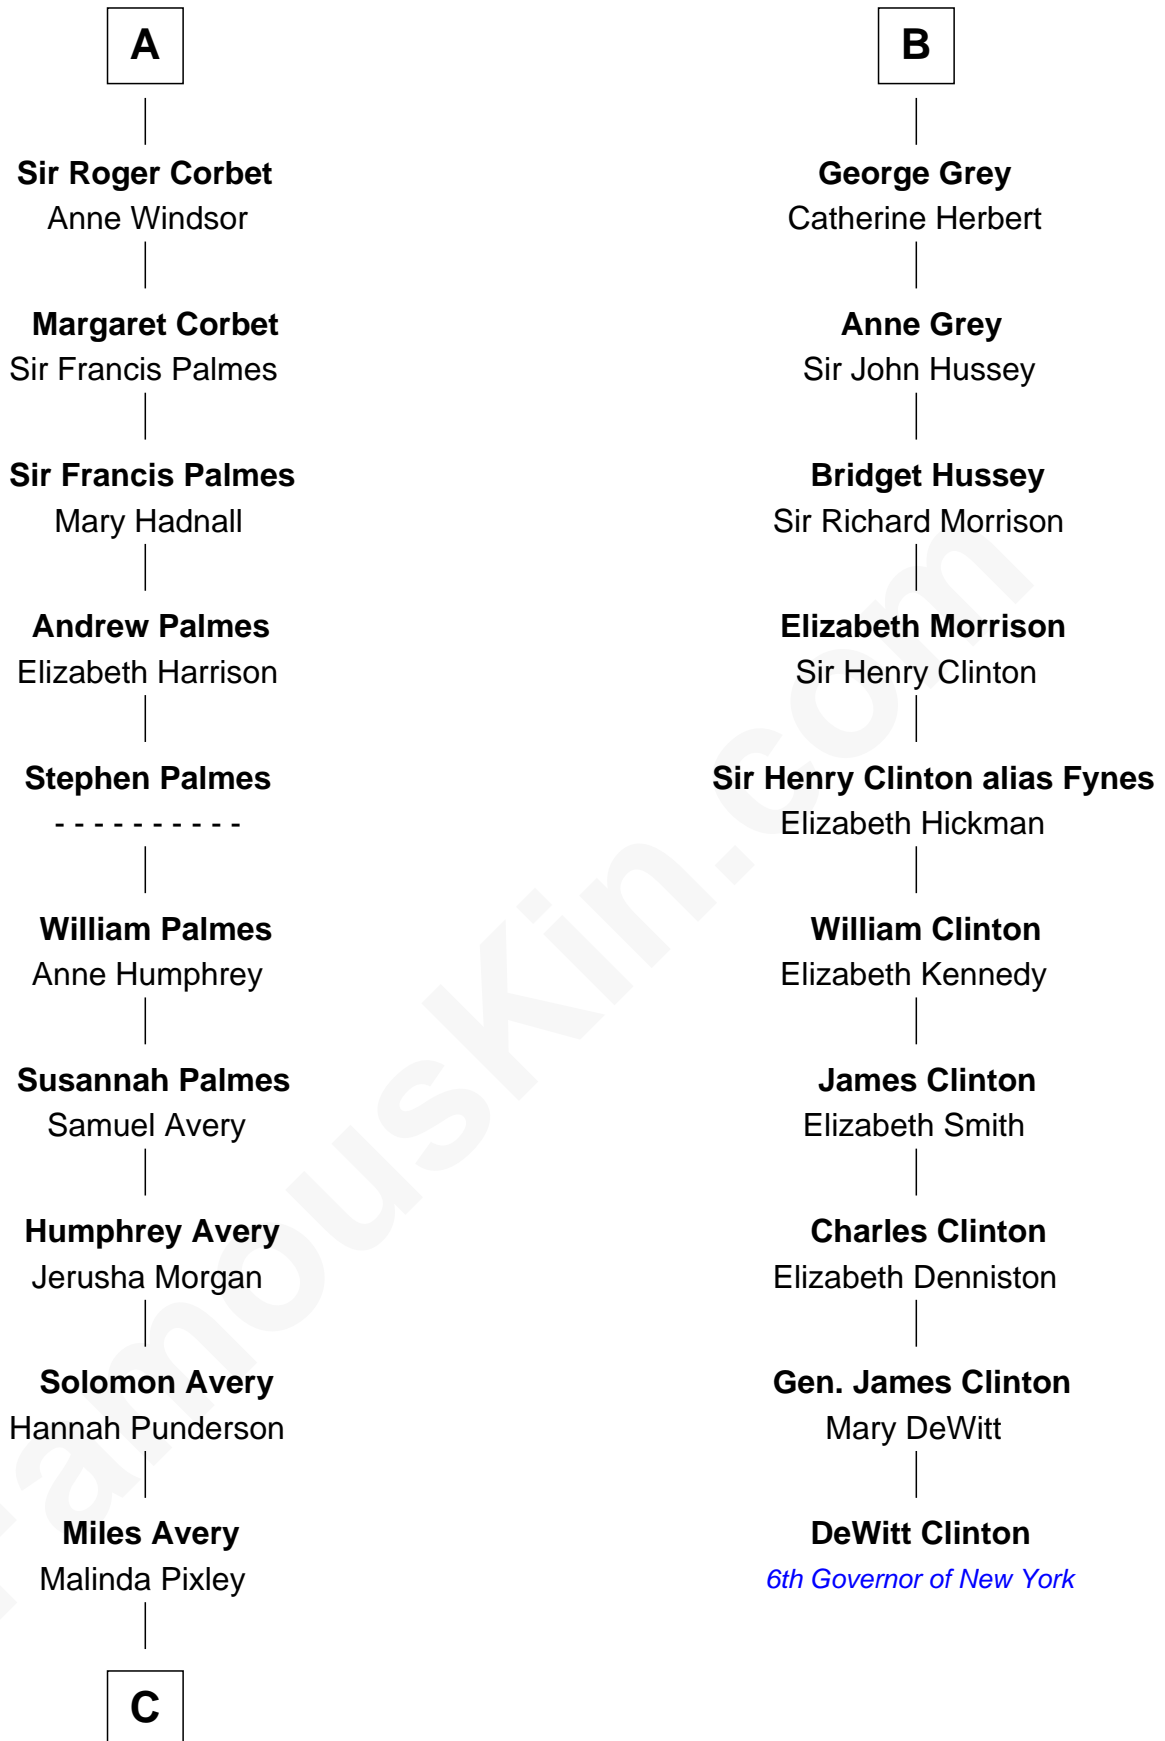 A
Sir Roger Corbet
Anne Windsor
Margaret Corbet
Sir Francis Palmes
Sir Francis Palmes
Mary Hadnall
Andrew Palmes
Elizabeth Harrison
Stephen Palmes
- - - - - - - - - -
William Palmes
Anne Humphrey
Susannah Palmes
Samuel Avery
Humphrey Avery
Jerusha Morgan
Solomon Avery
Hannah Punderson
Miles Avery
Malinda Pixley
C
B
George Grey
Catherine Herbert
Anne Grey
Sir John Hussey
Bridget Hussey
Sir Richard Morrison
Elizabeth Morrison
Sir Henry Clinton
Sir Henry Clinton alias Fynes
Elizabeth Hickman
William Clinton
Elizabeth Kennedy
James Clinton
Elizabeth Smith
Charles Clinton
Elizabeth Denniston
Gen. James Clinton
Mary DeWitt
DeWitt Clinton
6th Governor of New York
FamousKin.com